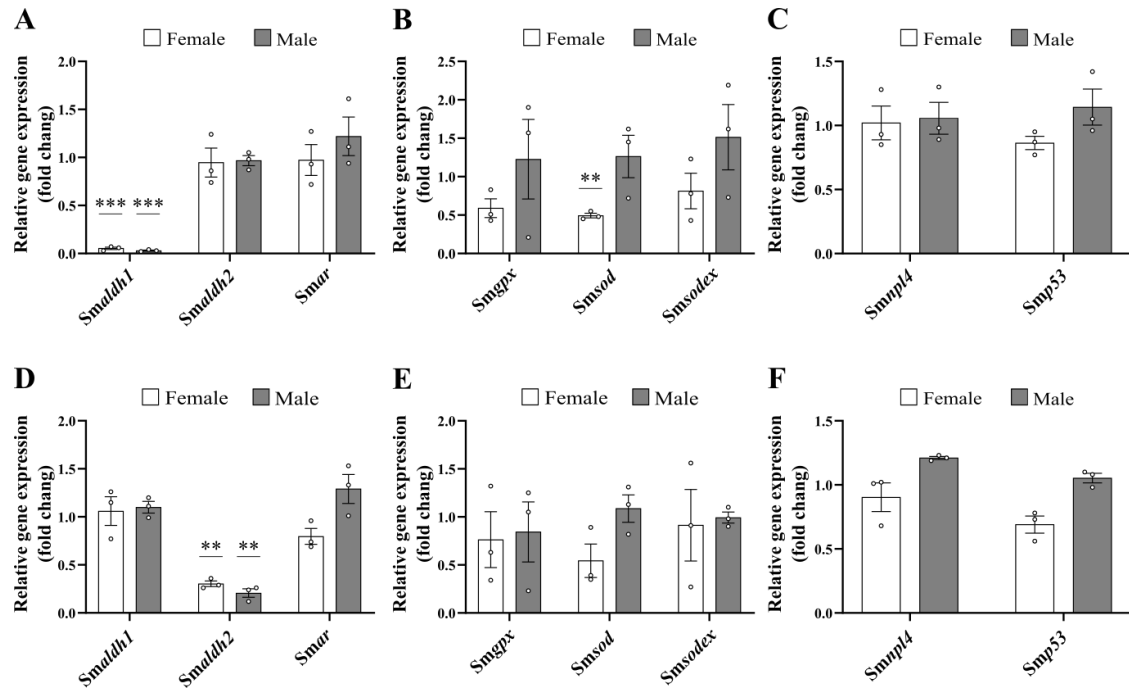 A
Female Male
Relative gene expression
(fold chang)
2.0
1.5
1.0
0.5
0.0
*** ***
Smaldh1 Smaldh2 Smar
B
Female Male
Relative gene expression
(fold chang)
2.5
2.0
1.5
1.0
0.5
0.0
**
Smgpx Smsod Smsodex
C
Female Male
Relative gene expression
(fold chang)
1.5
1.0
0.5
0.0
Smnpl4 Smp53
D
Female Male
Relative gene expression
(fold chang)
2.0
1.5
1.0
0.5
0.0
** **
Smaldh1 Smaldh2 Smar
E
Female Male
Relative gene expression
(fold chang)
2.0
1.5
1.0
0.5
0.0
Smgpx Smsod Smsodex
F
Female Male
Relative gene expression
(fold chang)
1.5
1.0
0.5
0.0
Smnpl4 Smp53